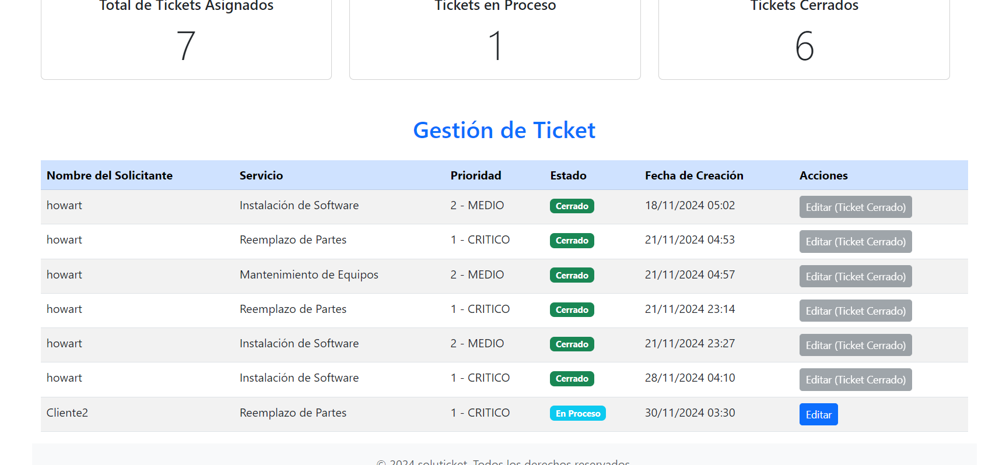 Total de Tickets Asignados
7
Tickets en Proceso
1
Tickets Cerrados
6
Gestión de Ticket
Nombre del Solicitante Servicio Prioridad Estado Fecha de Creación Acciones
howart Instalación de Software 2 - MEDIO Cerrado 18/11/2024 05:02 Editar (Ticket Cerrado)
howart Reemplazo de Partes 1 - CRITICO Cerrado 21/11/2024 04:53 Editar (Ticket Cerrado)
howart Mantenimiento de Equipos 2 - MEDIO Cerrado 21/11/2024 04:57 Editar (Ticket Cerrado)
howart Reemplazo de Partes 1 - CRITICO Cerrado 21/11/2024 23:14 Editar (Ticket Cerrado)
howart Instalación de Software 2 - MEDIO Cerrado 21/11/2024 23:27 Editar (Ticket Cerrado)
howart Instalación de Software 1 - CRITICO Cerrado 28/11/2024 04:10 Editar (Ticket Cerrado)
Cliente2 Reemplazo de Partes 1 - CRITICO En Proceso 30/11/2024 03:30 Editar
© 2024 soluticket. Todos los derechos reservados.